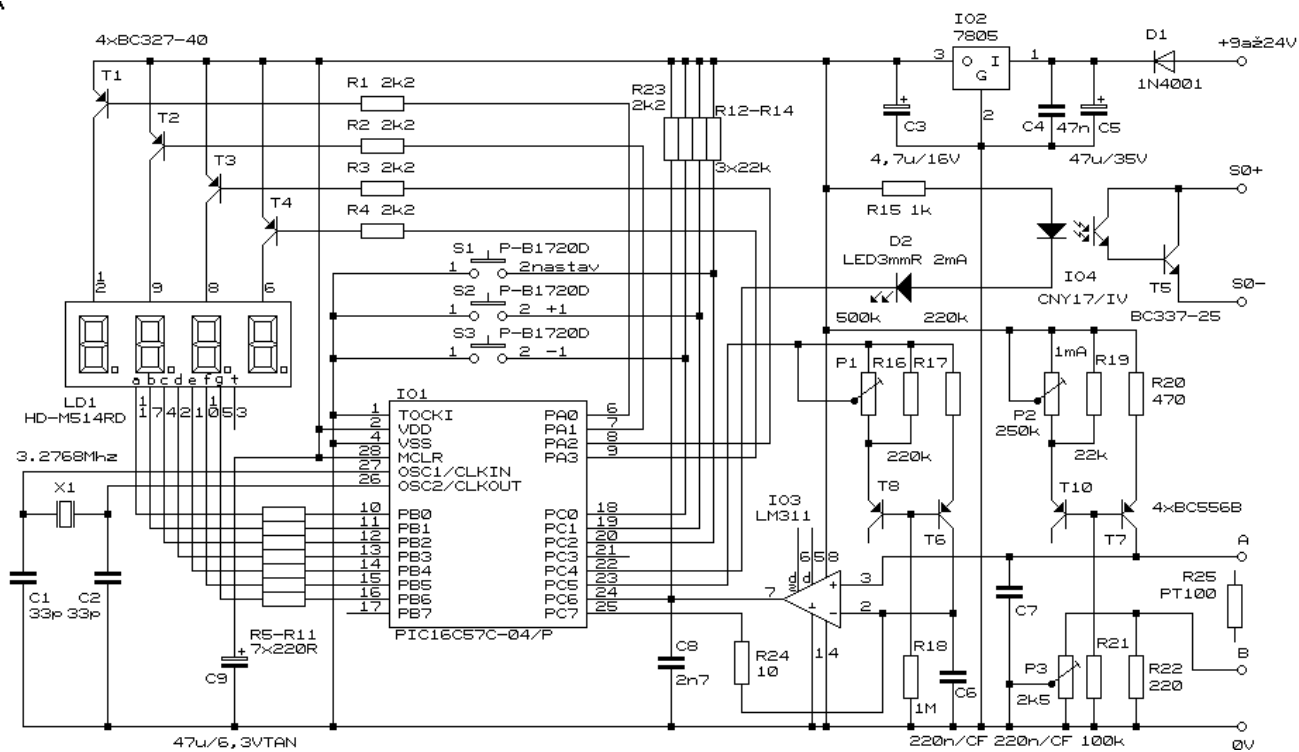 4xBC327-40
T1
T2
T3
T4
R1 2k2
R2 2k2
R3 2k2
R4 2k2
R23
2k2
R12-R14
3x22k
IO2
7805
3
O I
G
1
2
D1
1N4001
+9až24V
C3
4,7u/16V
C4
47n
C5
47u/35V
R15 1k
D2
LED3mmR 2mA
IO4
CNY17/IV
T5
BC337-25
S0+
S0-
S1
P-B1720D
1
2nastav
S2
P-B1720D
1
2 +1
S3
P-B1720D
1
2 -1
1
2
9
8
6
a b c d e f g t
1 1
1 7 4 2 1 0 5 3
LD1
HD-M514RD
3.2768Mhz
X1
C1
33p
C2
33p
R5-R11
7x220R
C9
47u/6,3VTAN
IO1
1 TOCKI
2 VDD
4 VSS
28 MCLR
27 OSC1/CLKIN
26 OSC2/CLKOUT
10 PB0
11 PB1
12 PB2
13 PB3
14 PB4
15 PB5
16 PB6
17 PB7
PA0 6
PA1 7
PA2 8
PA3 9
PC0 18
PC1 19
PC2 20
PC3 21
PC4 22
PC5 23
PC6 24
PC7 25
PIC16C57C-04/P
500k
220k
P1
R16
R17
220k
T8
T6
IO3
LM311
6 5 8
7
3
2
+
-
1 4
C8
2n7
R24
10
R18
1M
C6
220n/CF
1mA
P2
250k
R19
22k
R20
470
T10
T7
4xBC556B
C7
220n/CF
P3
2k5
R21
100k
R22
220
R25
PT100
A
B
0V